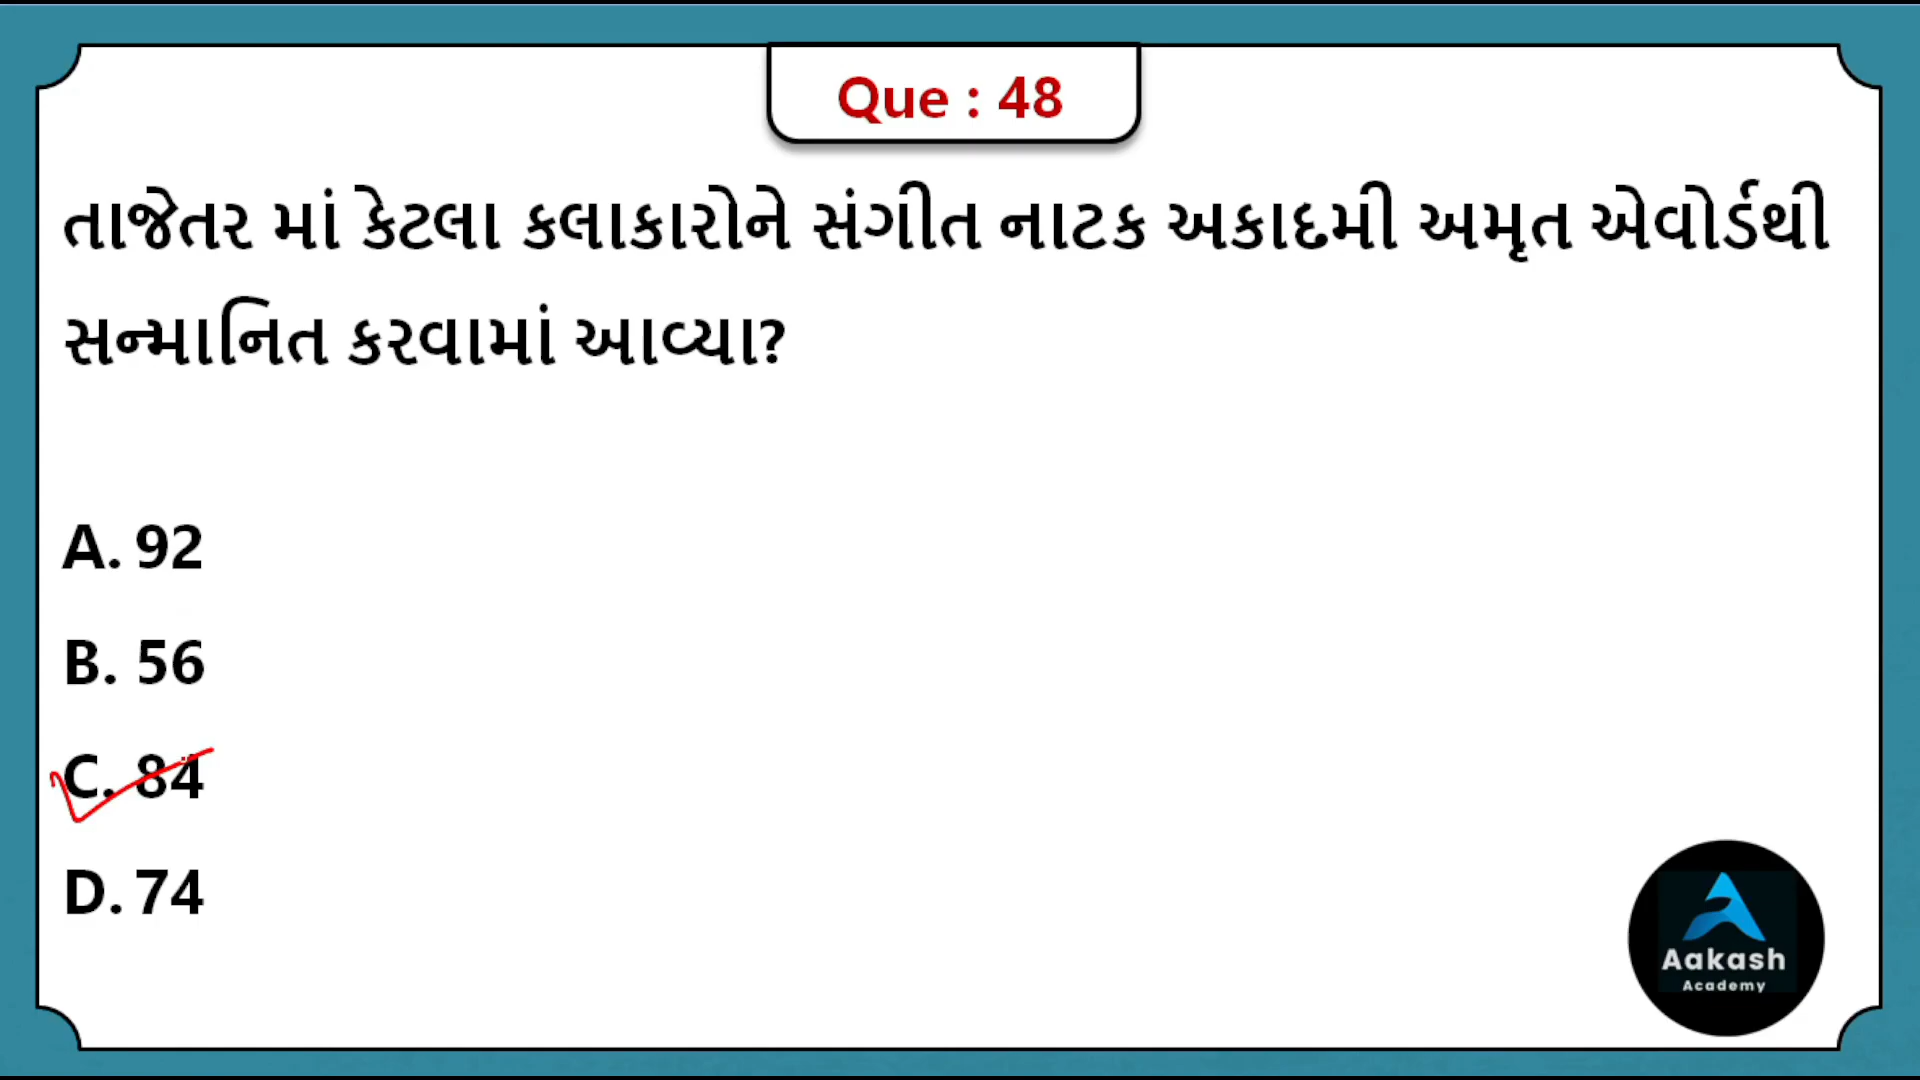 Que : 48
તાજેતર માં કેટલા કલાકારોને સંગીત નાટક અકાદમી અમૃત એવોર્ડથી
સન્માનિત કરવામાં આવ્યા?
A. 92
B. 56
C. 84
D. 74
Aakash
Academy